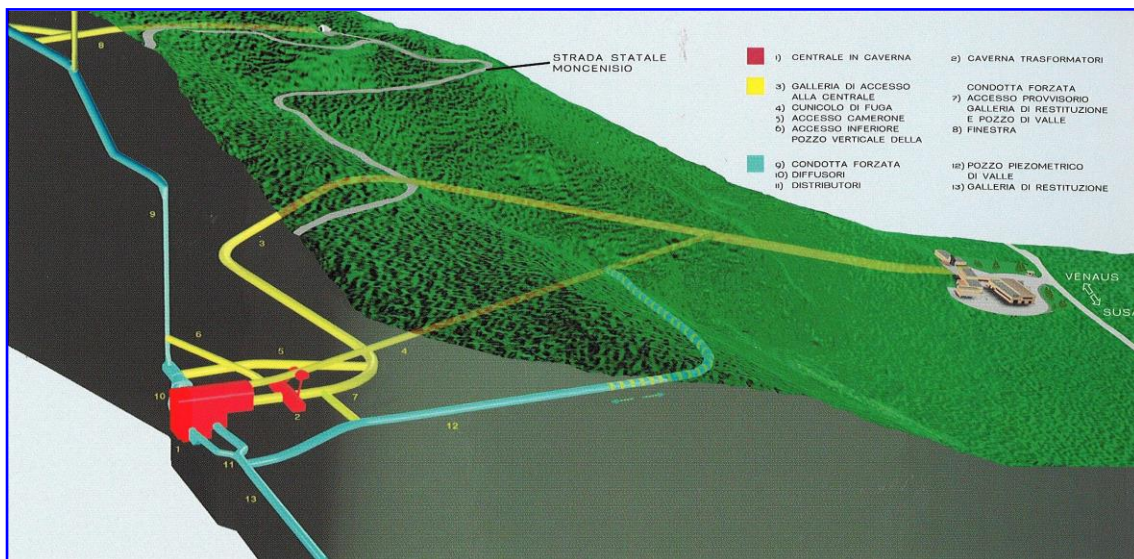 STRADA STATALE
MONCENISIO
1) CENTRALE IN CAVERNA
2) CAVERNA TRASFORMATORI
3) GALLERIA DI ACCESSO
ALLA CENTRALE
4) CUNICOLO DI FUGA
5) ACCESSO CAMERONE
6) ACCESSO INFERIORE
POZZO VERTICALE DELLA
CONDOTTA FORZATA
7) ACCESSO PROVVISORIO
GALLERIA DI RESTITUZIONE
E POZZO DI VALLE
8) FINESTRA
9) CONDOTTA FORZATA
10) DIFFUSORI
11) DISTRIBUTORI
12) POZZO PIEZOMETRICO
DI VALLE
13) GALLERIA DI RESTITUZIONE
8
9
3
VENAUS
SUSA
6
5
4
10
7
2
12
1
11
13